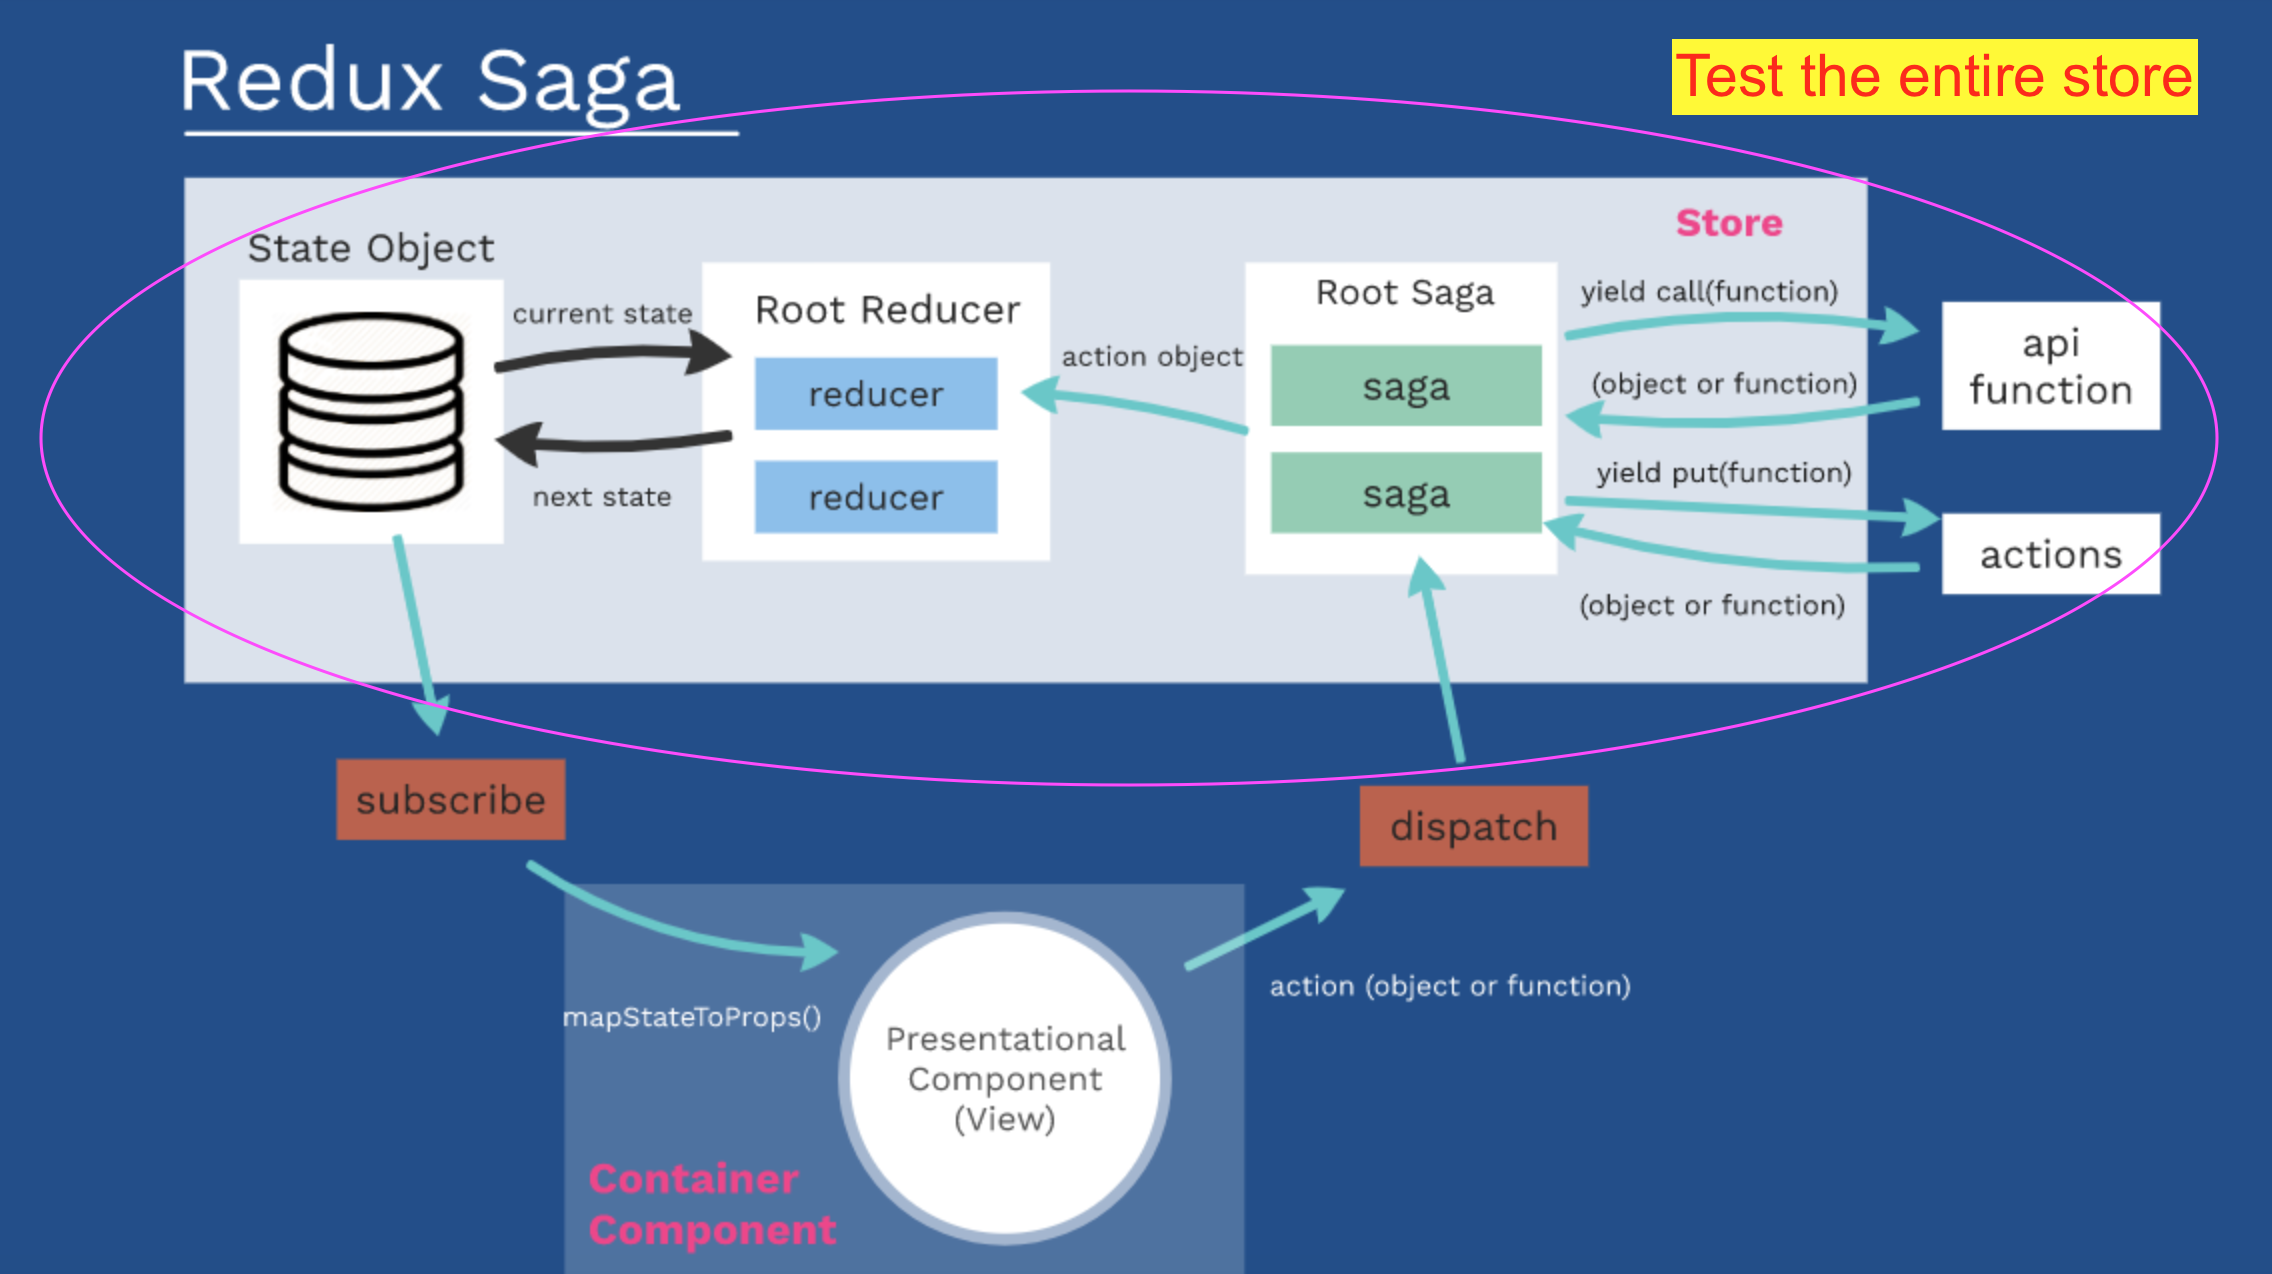 Redux Saga
Test the entire store
Store
State Object
current state
next state
Root Reducer
reducer
reducer
action object
Root Saga
saga
saga
yield call(function)
(object or function)
yield put(function)
(object or function)
api
function
actions
subscribe
dispatch
mapStateToProps()
action (object or function)
Presentational
Component
(View)
Container
Component